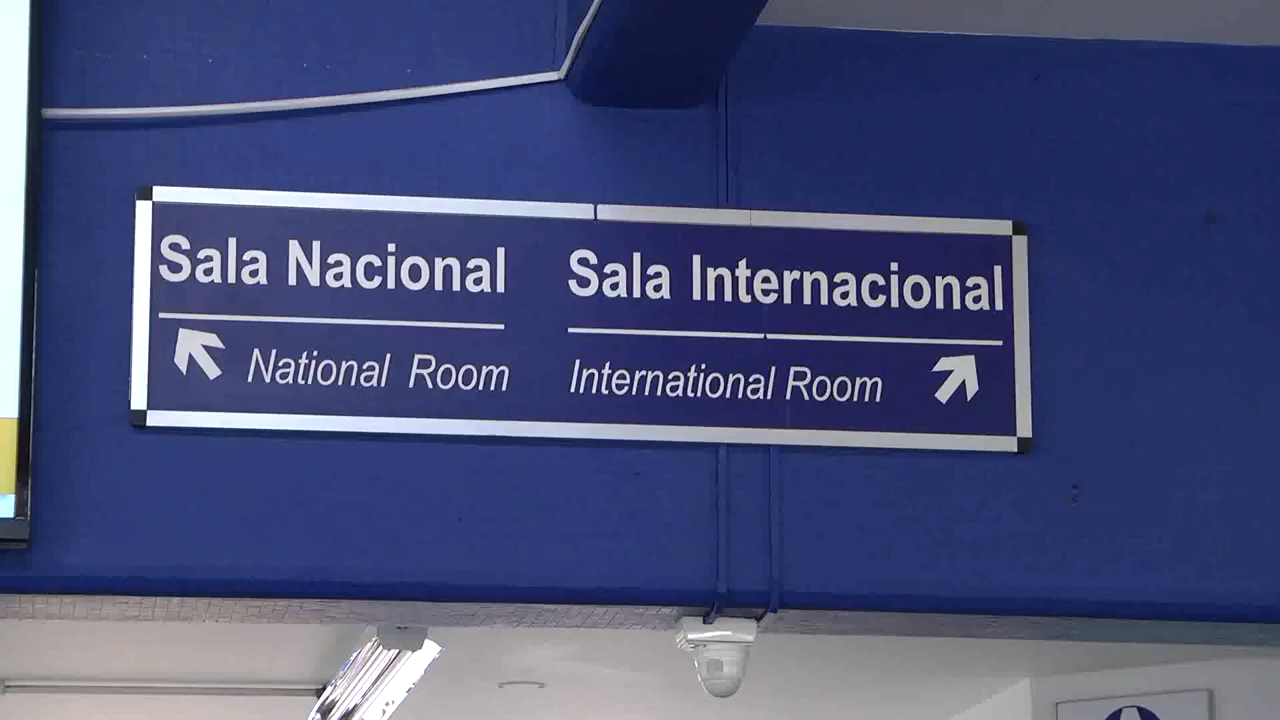 Sala Nacional
National Room
Sala Internacional
International Room